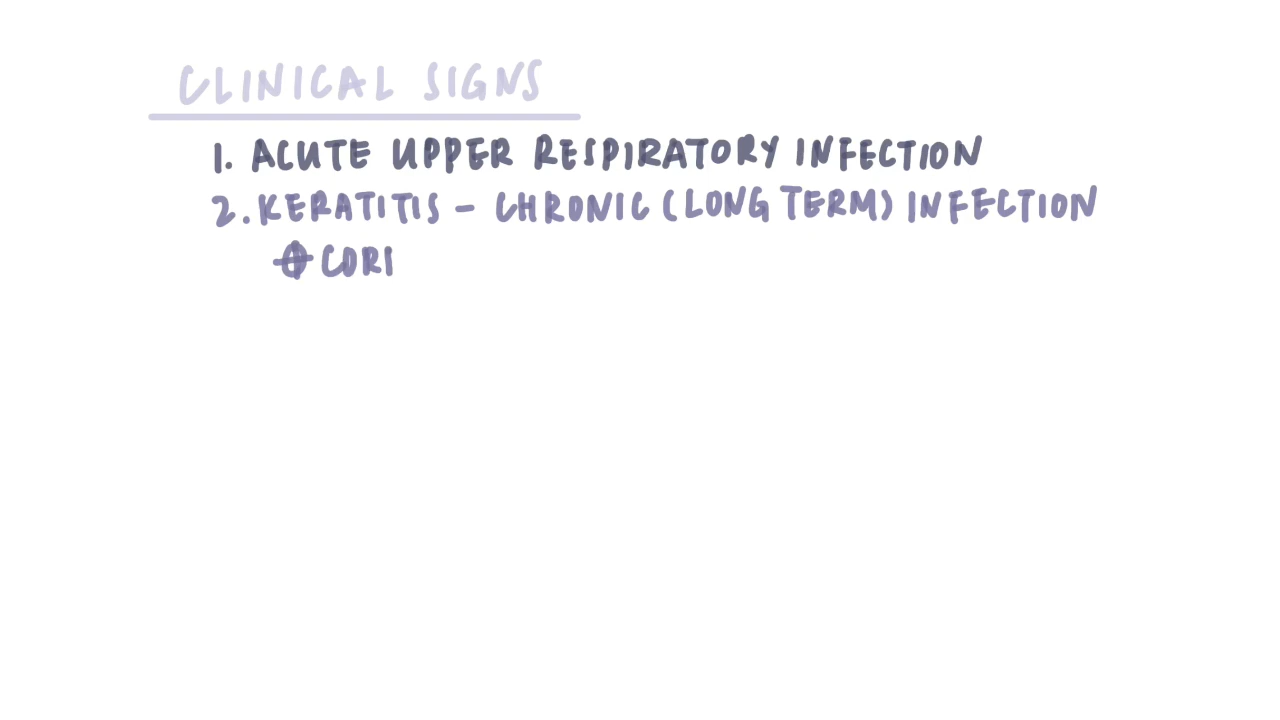 CLINICAL SIGNS
1. ACUTE UPPER RESPIRATORY INFECTION
2. KERATITIS - CHRONIC (LONG TERM) INFECTION
CORI